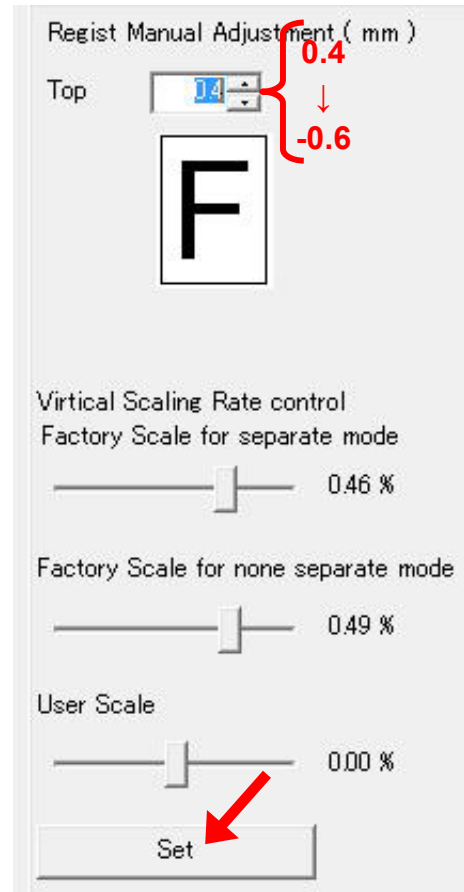 Regist Manual Adjustment ( mm )
0.4
Top 0.4
↓
-0.6
F
Virtical Scaling Rate control
Factory Scale for separate mode
0.46 %
Factory Scale for none separate mode
0.49 %
User Scale
0.00 %
Set